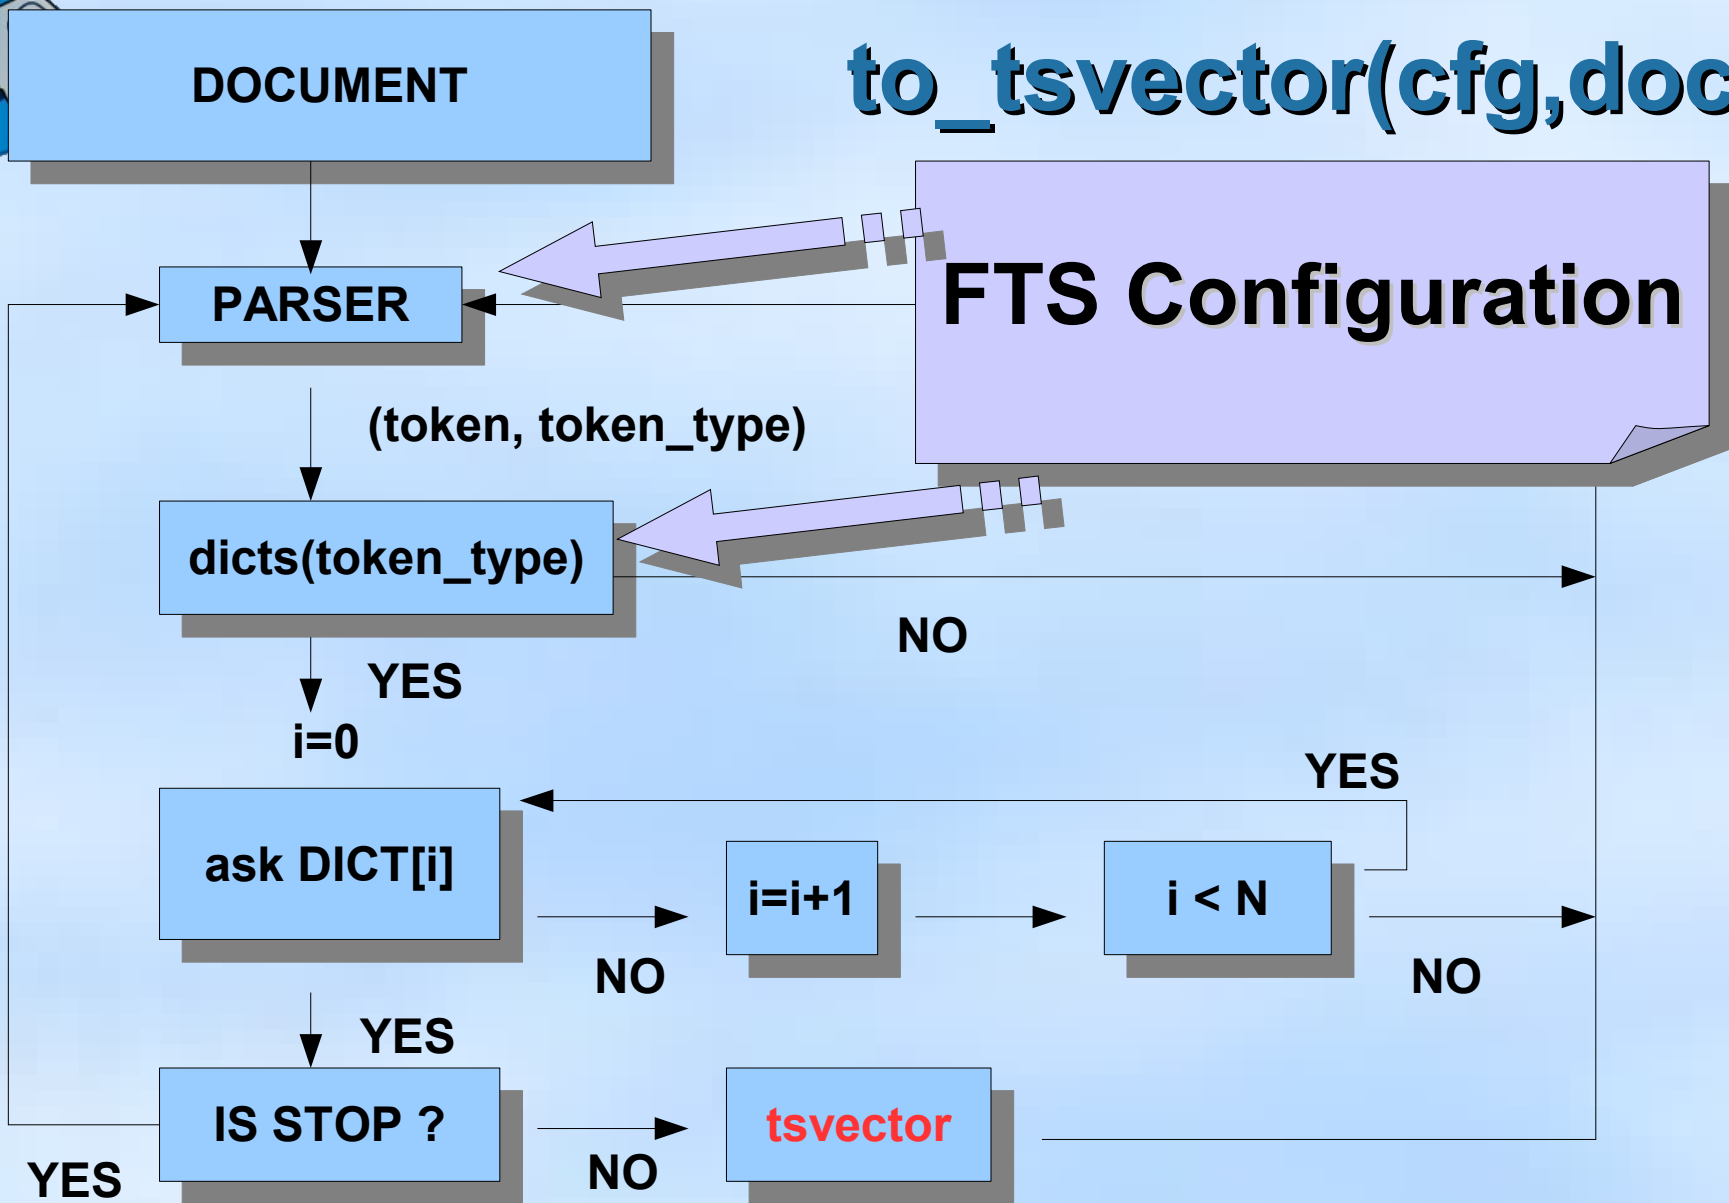 DOCUMENT
to_tsvector(cfg,doc
FTS Configuration
PARSER
(token, token_type)
dicts(token_type)
NO
YES
i=0
YES
ask DICT[i]
i=i+1
i < N
NO
NO
YES
IS STOP ?
tsvector
YES
NO